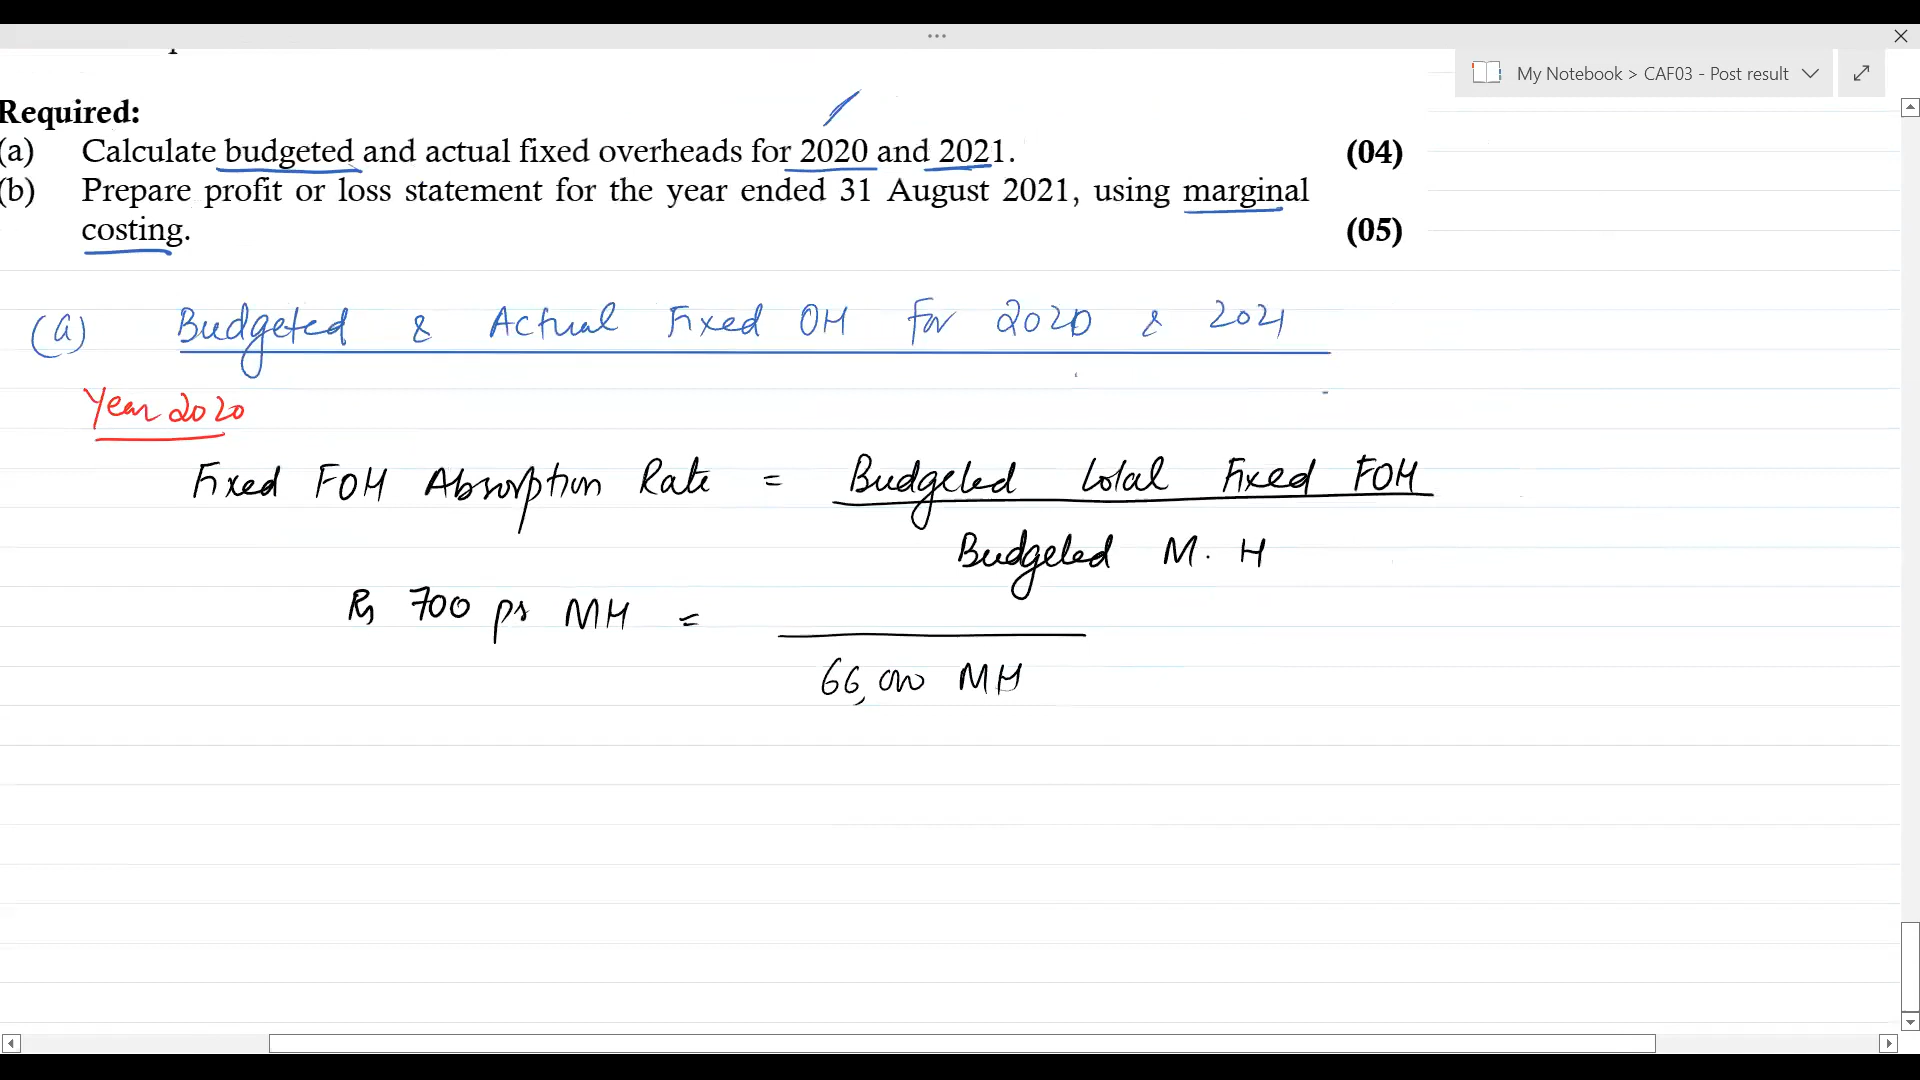 My Notebook > CAF03 - Post result
Required:
(a) Calculate budgeted and actual fixed overheads for 2020 and 2021. (04)
(b) Prepare profit or loss statement for the year ended 31 August 2021, using marginal
costing. (05)
(a) Budgeted & Actual Fixed OH for 2020 & 2021
Year 2020
Fixed FOH Absorption Rate = Budgeted total Fixed FOH
Budgeted M. H
Rs 700 per MH =
66,000 MH